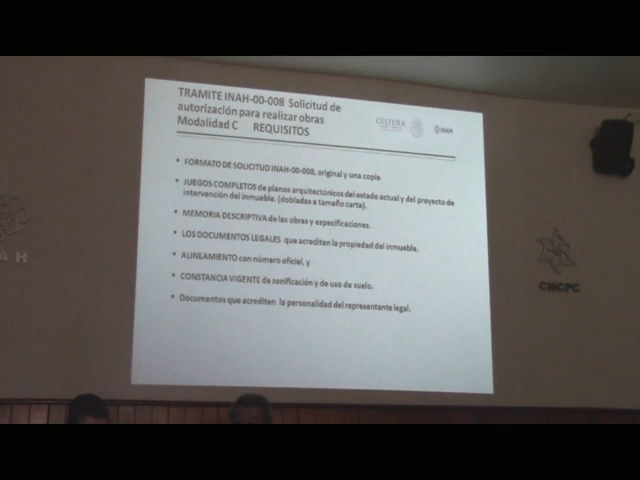 TRAMITE INAH-00-008 Solicitud de
autorización para realizar obras
Modalidad C REQUISITOS
CULTURA
INAH
• FORMATO DE SOLICITUD INAH-00-008, original y una copia
• JUEGOS COMPLETOS de planos arquitectónicos del estado actual y del proyecto de
intervención del inmueble. (dobladas a tamaño carta).
• MEMORIA DESCRIPTIVA de las obras y especificaciones.
• LOS DOCUMENTOS LEGALES que acrediten la propiedad del inmueble.
• ALINEAMIENTO con número oficial, y
• CONSTANCIA VIGENTE de zonificación y de uso de suelo.
• Documentos que acrediten la personalidad del representante legal.
AH
CNCPC